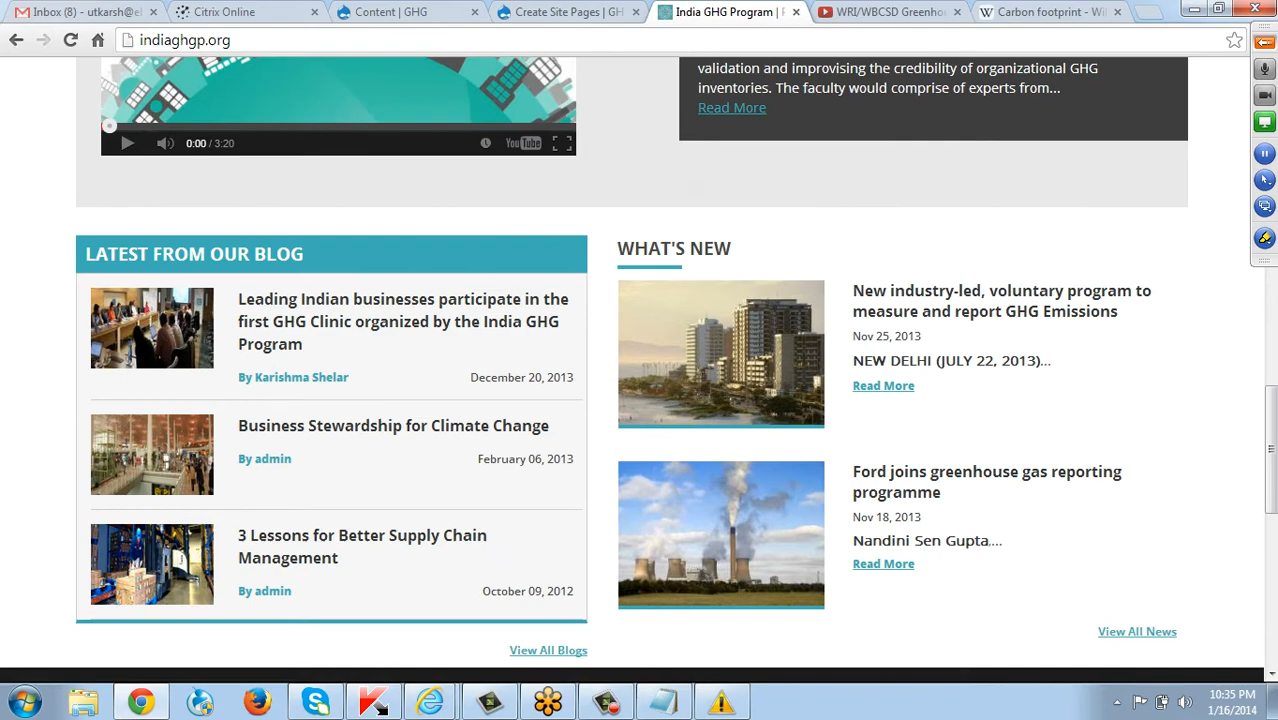 Inbox (8) - utkarsh@e
Citrix Online
Content | GHG
Create Site Pages | GH
India GHG Program |
WRI/WBCSD Greenho
Carbon footprint - Wi
indiaghgp.org
validation and improvising the credibility of organizational GHG
inventories. The faculty would comprise of experts from...
Read More
0:00 / 3:20
YouTube
LATEST FROM OUR BLOG
Leading Indian businesses participate in the
first GHG Clinic organized by the India GHG
Program
By Karishma Shelar
December 20, 2013
Business Stewardship for Climate Change
By admin
February 06, 2013
3 Lessons for Better Supply Chain
Management
By admin
October 09, 2012
View All Blogs
WHAT'S NEW
New industry-led, voluntary program to
measure and report GHG Emissions
Nov 25, 2013
NEW DELHI (JULY 22, 2013)...
Read More
Ford joins greenhouse gas reporting
programme
Nov 18, 2013
Nandini Sen Gupta,...
Read More
View All News
10:35 PM
1/16/2014